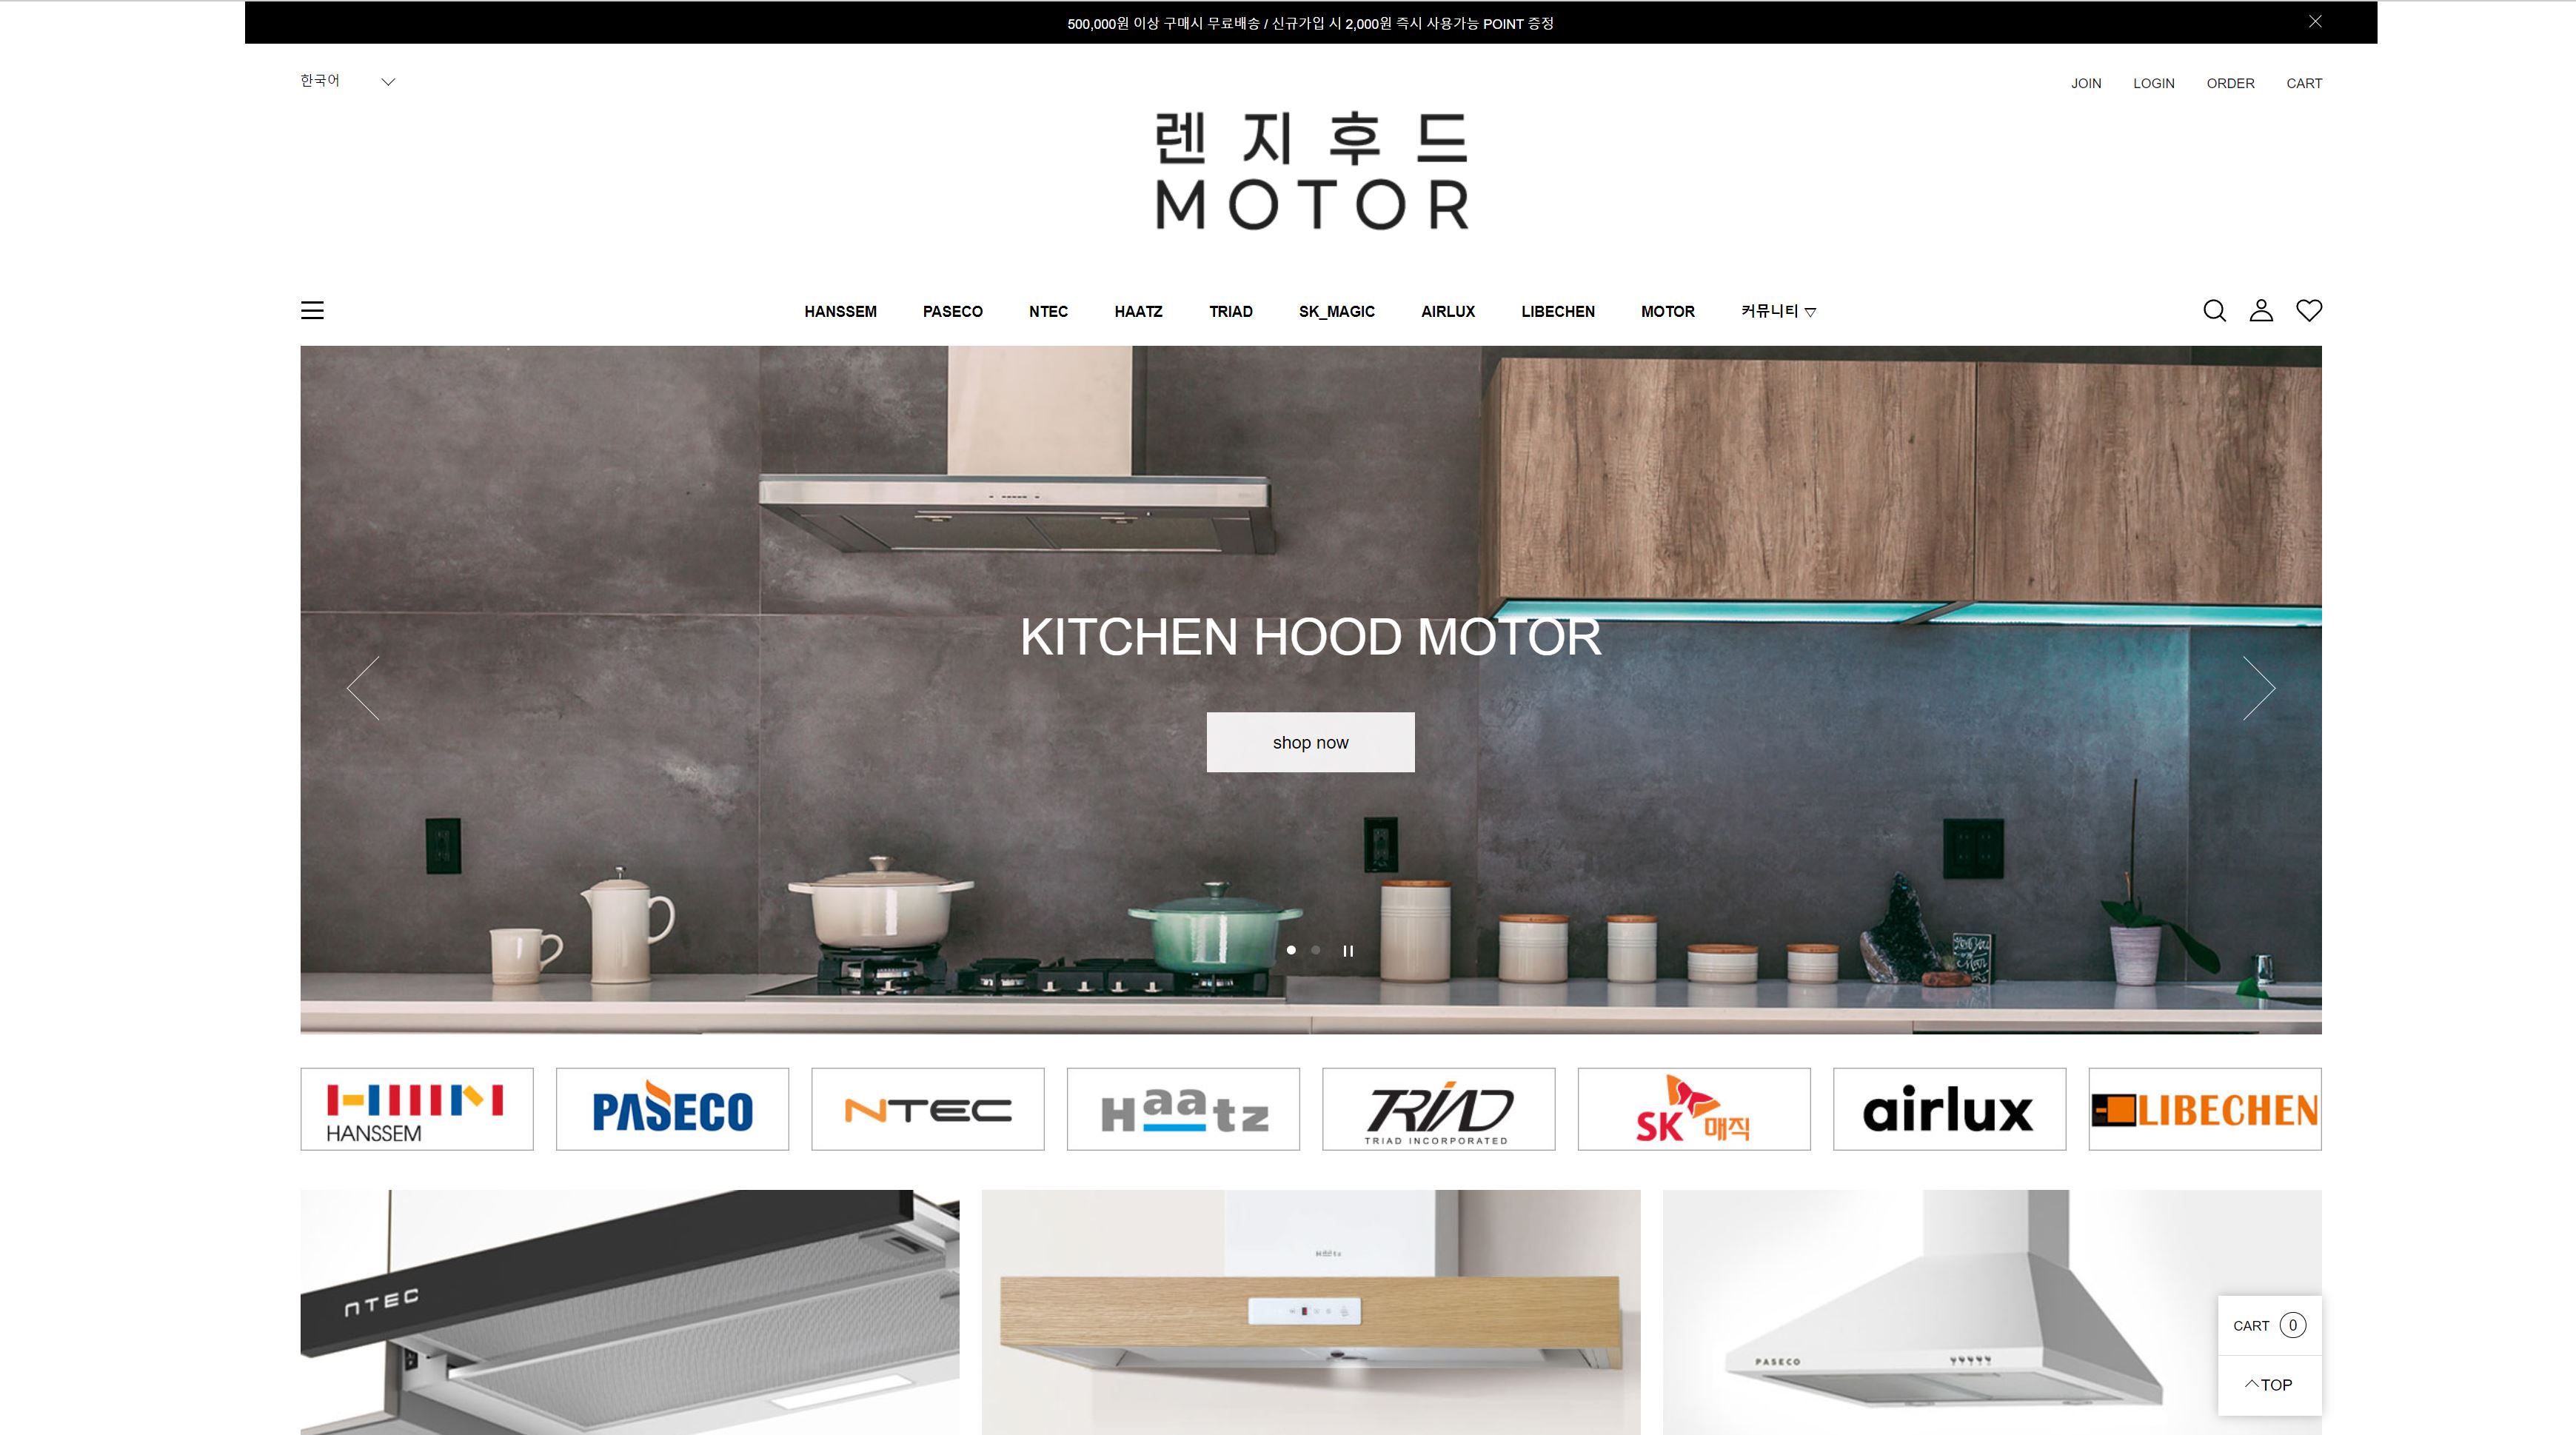 500,000원 이상 구매시 무료배송 / 신규가입 시 2,000원 즉시 사용가능 POINT 증정
한국어
JOIN LOGIN ORDER CART
렌지후드
MOTOR
HANSSEM PASECO NTEC HAATZ TRIAD SK_MAGIC AIRLUX LIBECHEN MOTOR 커뮤니티 ▽
KITCHEN HOOD MOTOR
shop now
HANSSEM
PASECO
NTEC
Haatz
TRIAD
TRIAD INCORPORATED
SK 매직
airlux
LIBECHEN
NTEC
Haatz
PASECO
CART 0
TOP